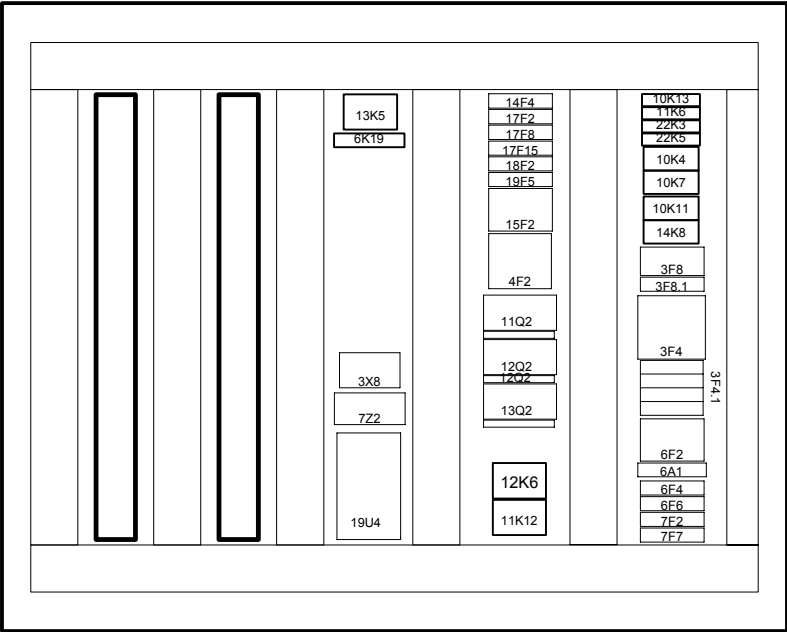 13K5
6K19
3X8
7Z2
19U4
14F4
17F2
17F8
17F15
18F2
19F5
15F2
4F2
11Q2
12Q2
12Q2
13Q2
12K6
11K12
10K13
11K6
22K3
22K5
10K4
10K7
10K11
14K8
3F8
3F8.1
3F4
3F4.1
6F2
6A1
6F4
6F6
7F2
7F7